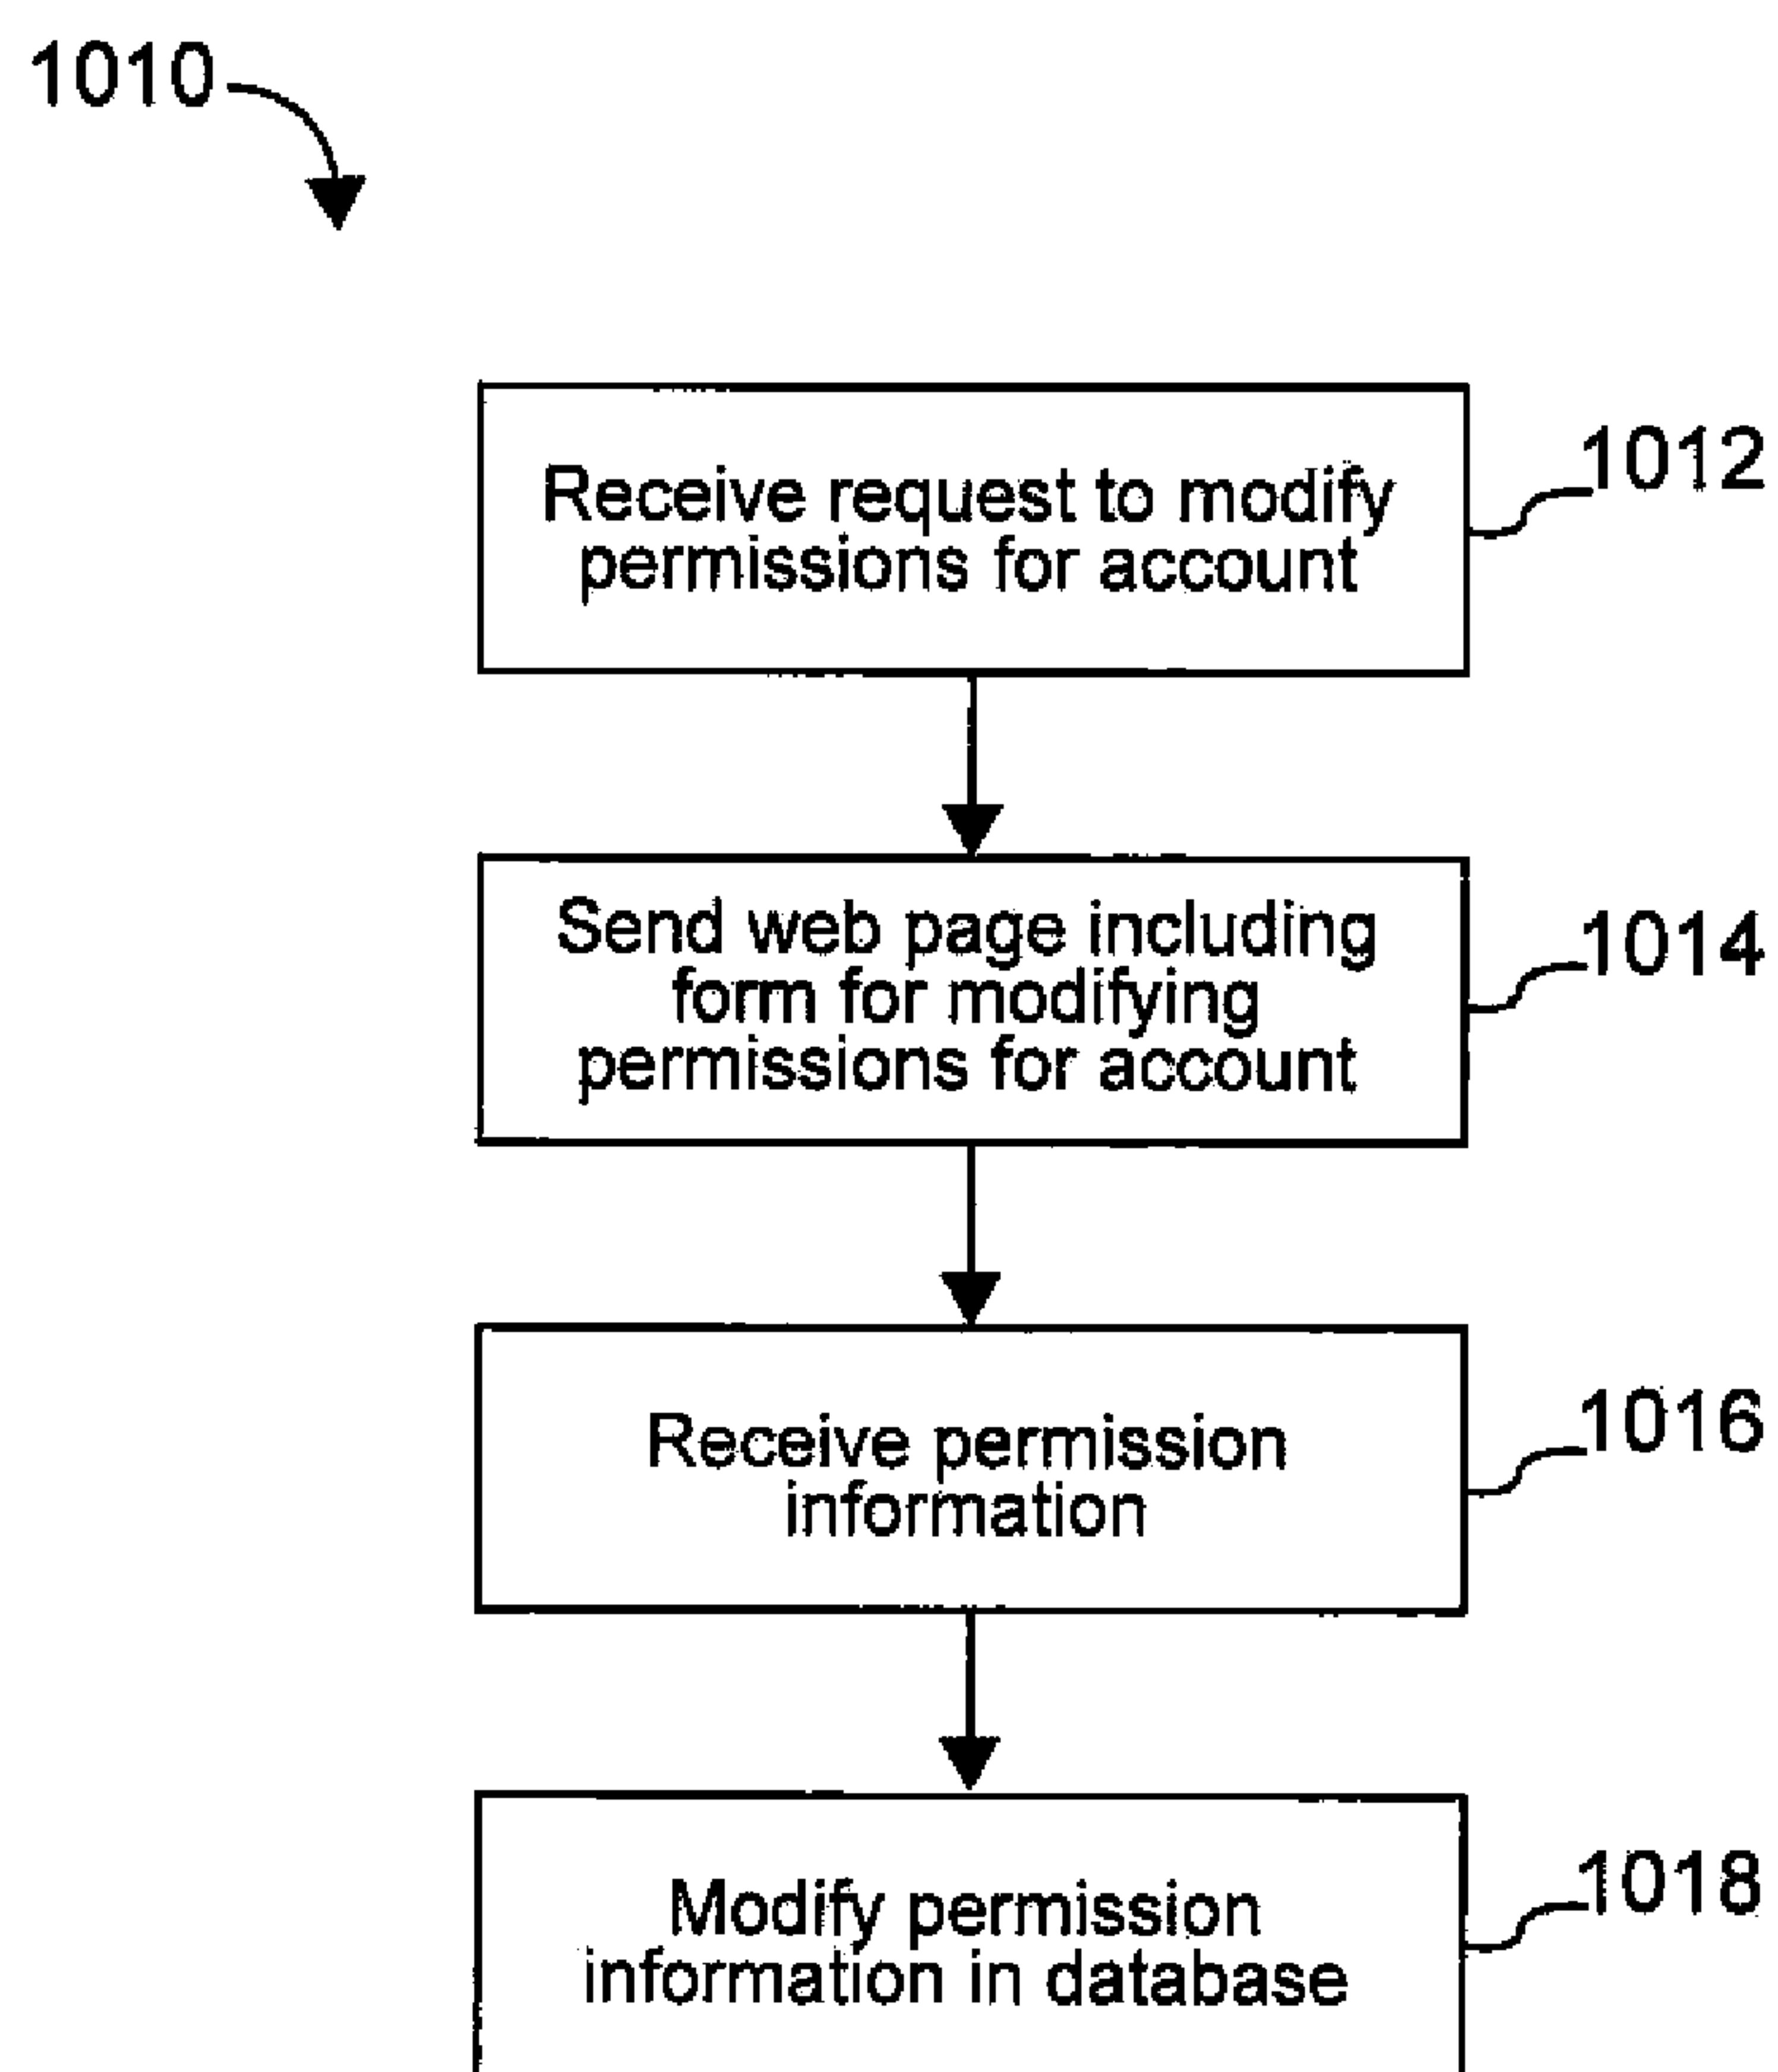 1010
Receive request to modify
permissions for account
1012
Send web page including
form for modifying
permissions for account
1014
Receive permission
information
1016
Modify permission
information in database
1018